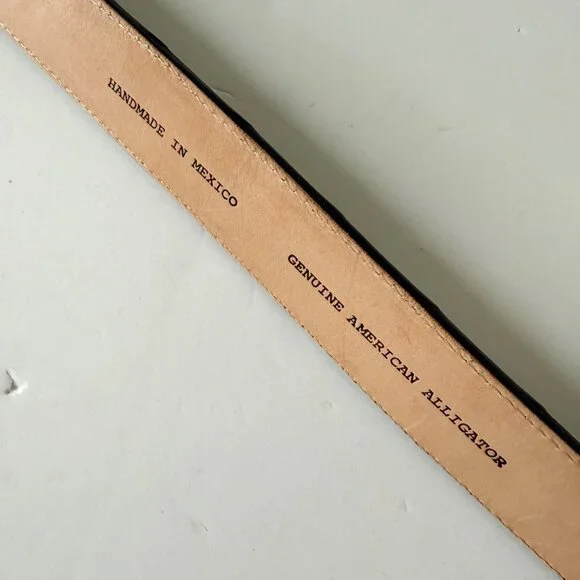 HANDMADE IN MEXICO
GENUINE AMERICAN ALLIGATOR